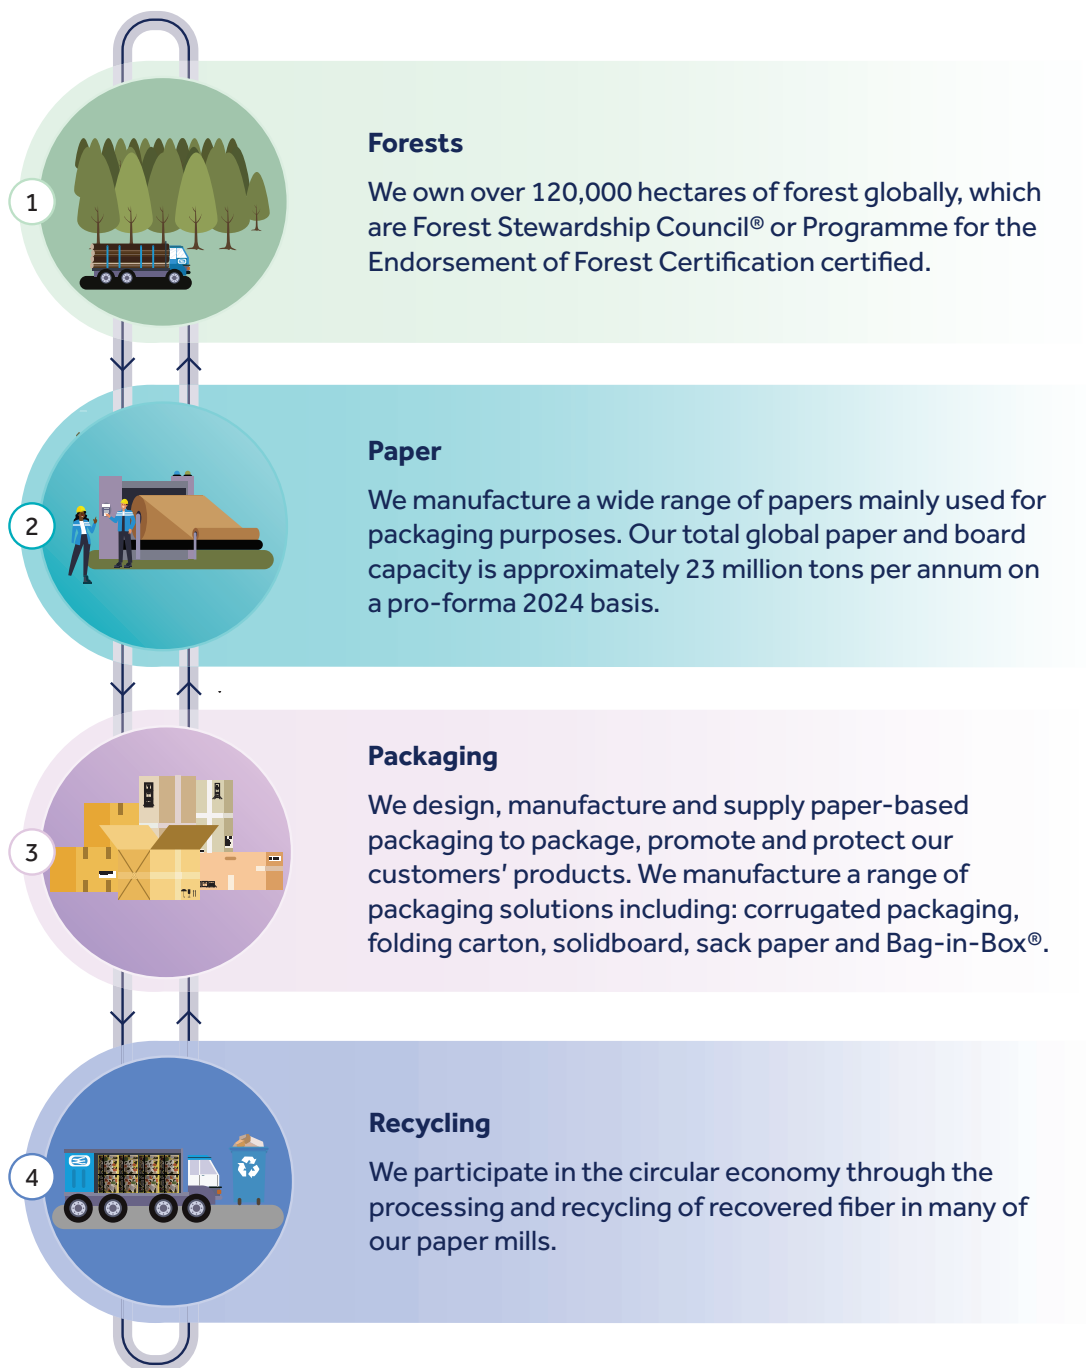 1
Forests
We own over 120,000 hectares of forest globally, which
are Forest Stewardship Council® or Programme for the
Endorsement of Forest Certification certified.
2
Paper
We manufacture a wide range of papers mainly used for
packaging purposes. Our total global paper and board
capacity is approximately 23 million tons per annum on
a pro-forma 2024 basis.
3
Packaging
We design, manufacture and supply paper-based
packaging to package, promote and protect our
customers’ products. We manufacture a range of
packaging solutions including: corrugated packaging,
folding carton, solidboard, sack paper and Bag-in-Box®.
4
Recycling
We participate in the circular economy through the
processing and recycling of recovered fiber in many of
our paper mills.